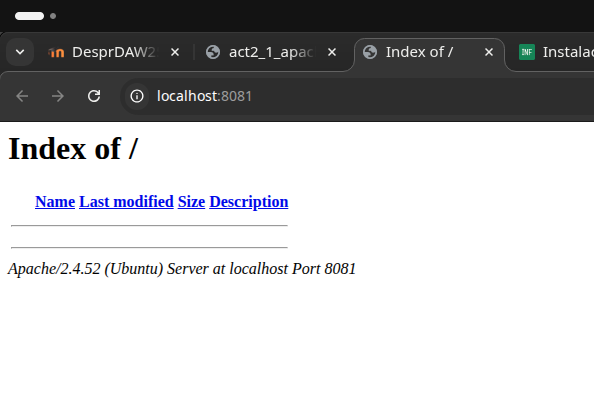 DesprDAW2
act2_1_apac
Index of /
INF
Instalac
localhost:8081
Index of /
Name Last modified Size Description
Apache/2.4.52 (Ubuntu) Server at localhost Port 8081